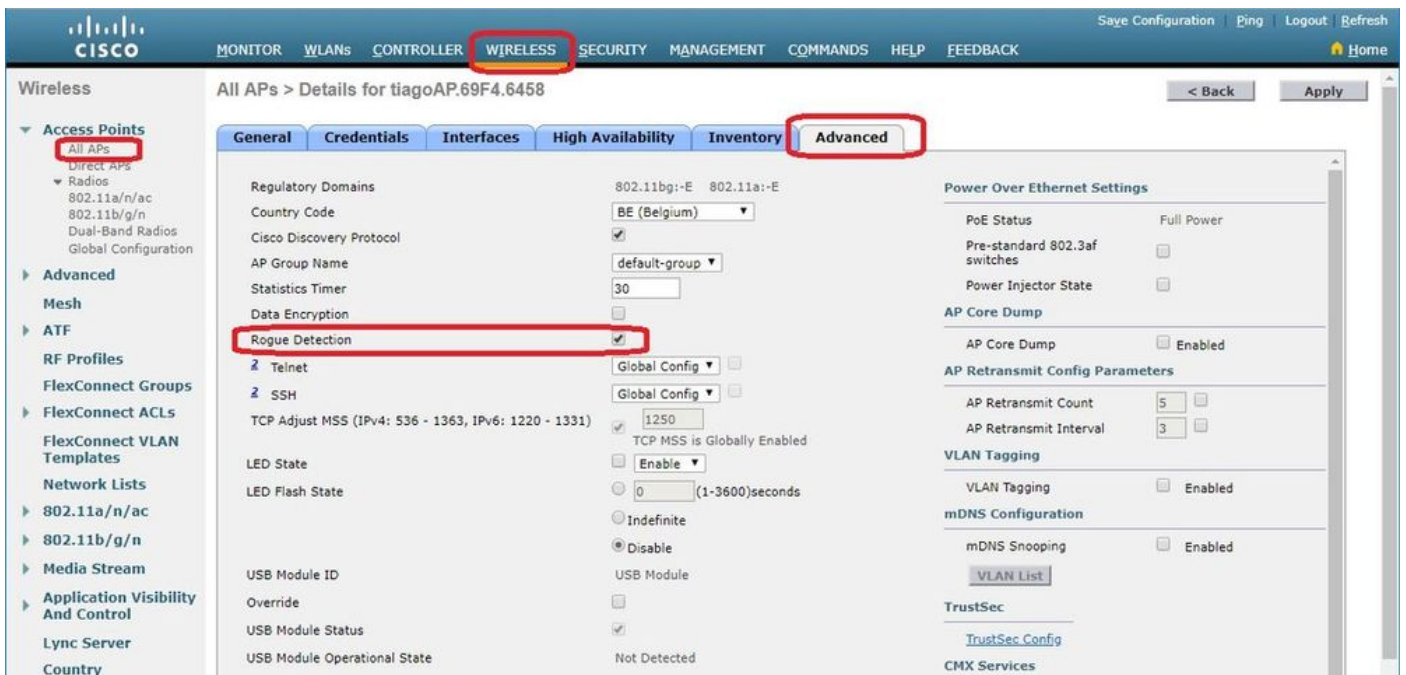 Save Configuration | Ping | Logout | Refresh
CISCO
MONITOR WLANs CONTROLLER WIRELESS SECURITY MANAGEMENT COMMANDS HELP FEEDBACK
Home
Wireless
Access Points
All APs
Direct APs
Radios
802.11a/n/ac
802.11b/g/n
Dual-Band Radios
Global Configuration
Advanced
Mesh
ATF
RF Profiles
FlexConnect Groups
FlexConnect ACLs
FlexConnect VLAN
Templates
Network Lists
802.11a/n/ac
802.11b/g/n
Media Stream
Application Visibility
And Control
Lync Server
Country
All APs > Details for tiagoAP.69F4.6458
< Back
Apply
General Credentials Interfaces High Availability Inventory Advanced
Regulatory Domains 802.11bg:-E 802.11a:-E
Country Code BE (Belgium)
Cisco Discovery Protocol
AP Group Name default-group
Statistics Timer 30
Data Encryption
Rogue Detection
2 Telnet Global Config
2 SSH Global Config
TCP Adjust MSS (IPv4: 536 - 1363, IPv6: 1220 - 1331) 1250
TCP MSS is Globally Enabled
LED State Enable
LED Flash State 0 (1-3600)seconds
Indefinite
Disable
USB Module ID USB Module
Override
USB Module Status
USB Module Operational State Not Detected
Power Over Ethernet Settings
PoE Status Full Power
Pre-standard 802.3af
switches
Power Injector State
AP Core Dump
AP Core Dump Enabled
AP Retransmit Config Parameters
AP Retransmit Count 5
AP Retransmit Interval 3
VLAN Tagging
VLAN Tagging Enabled
mDNS Configuration
mDNS Snooping Enabled
VLAN List
TrustSec
TrustSec Config
CMX Services